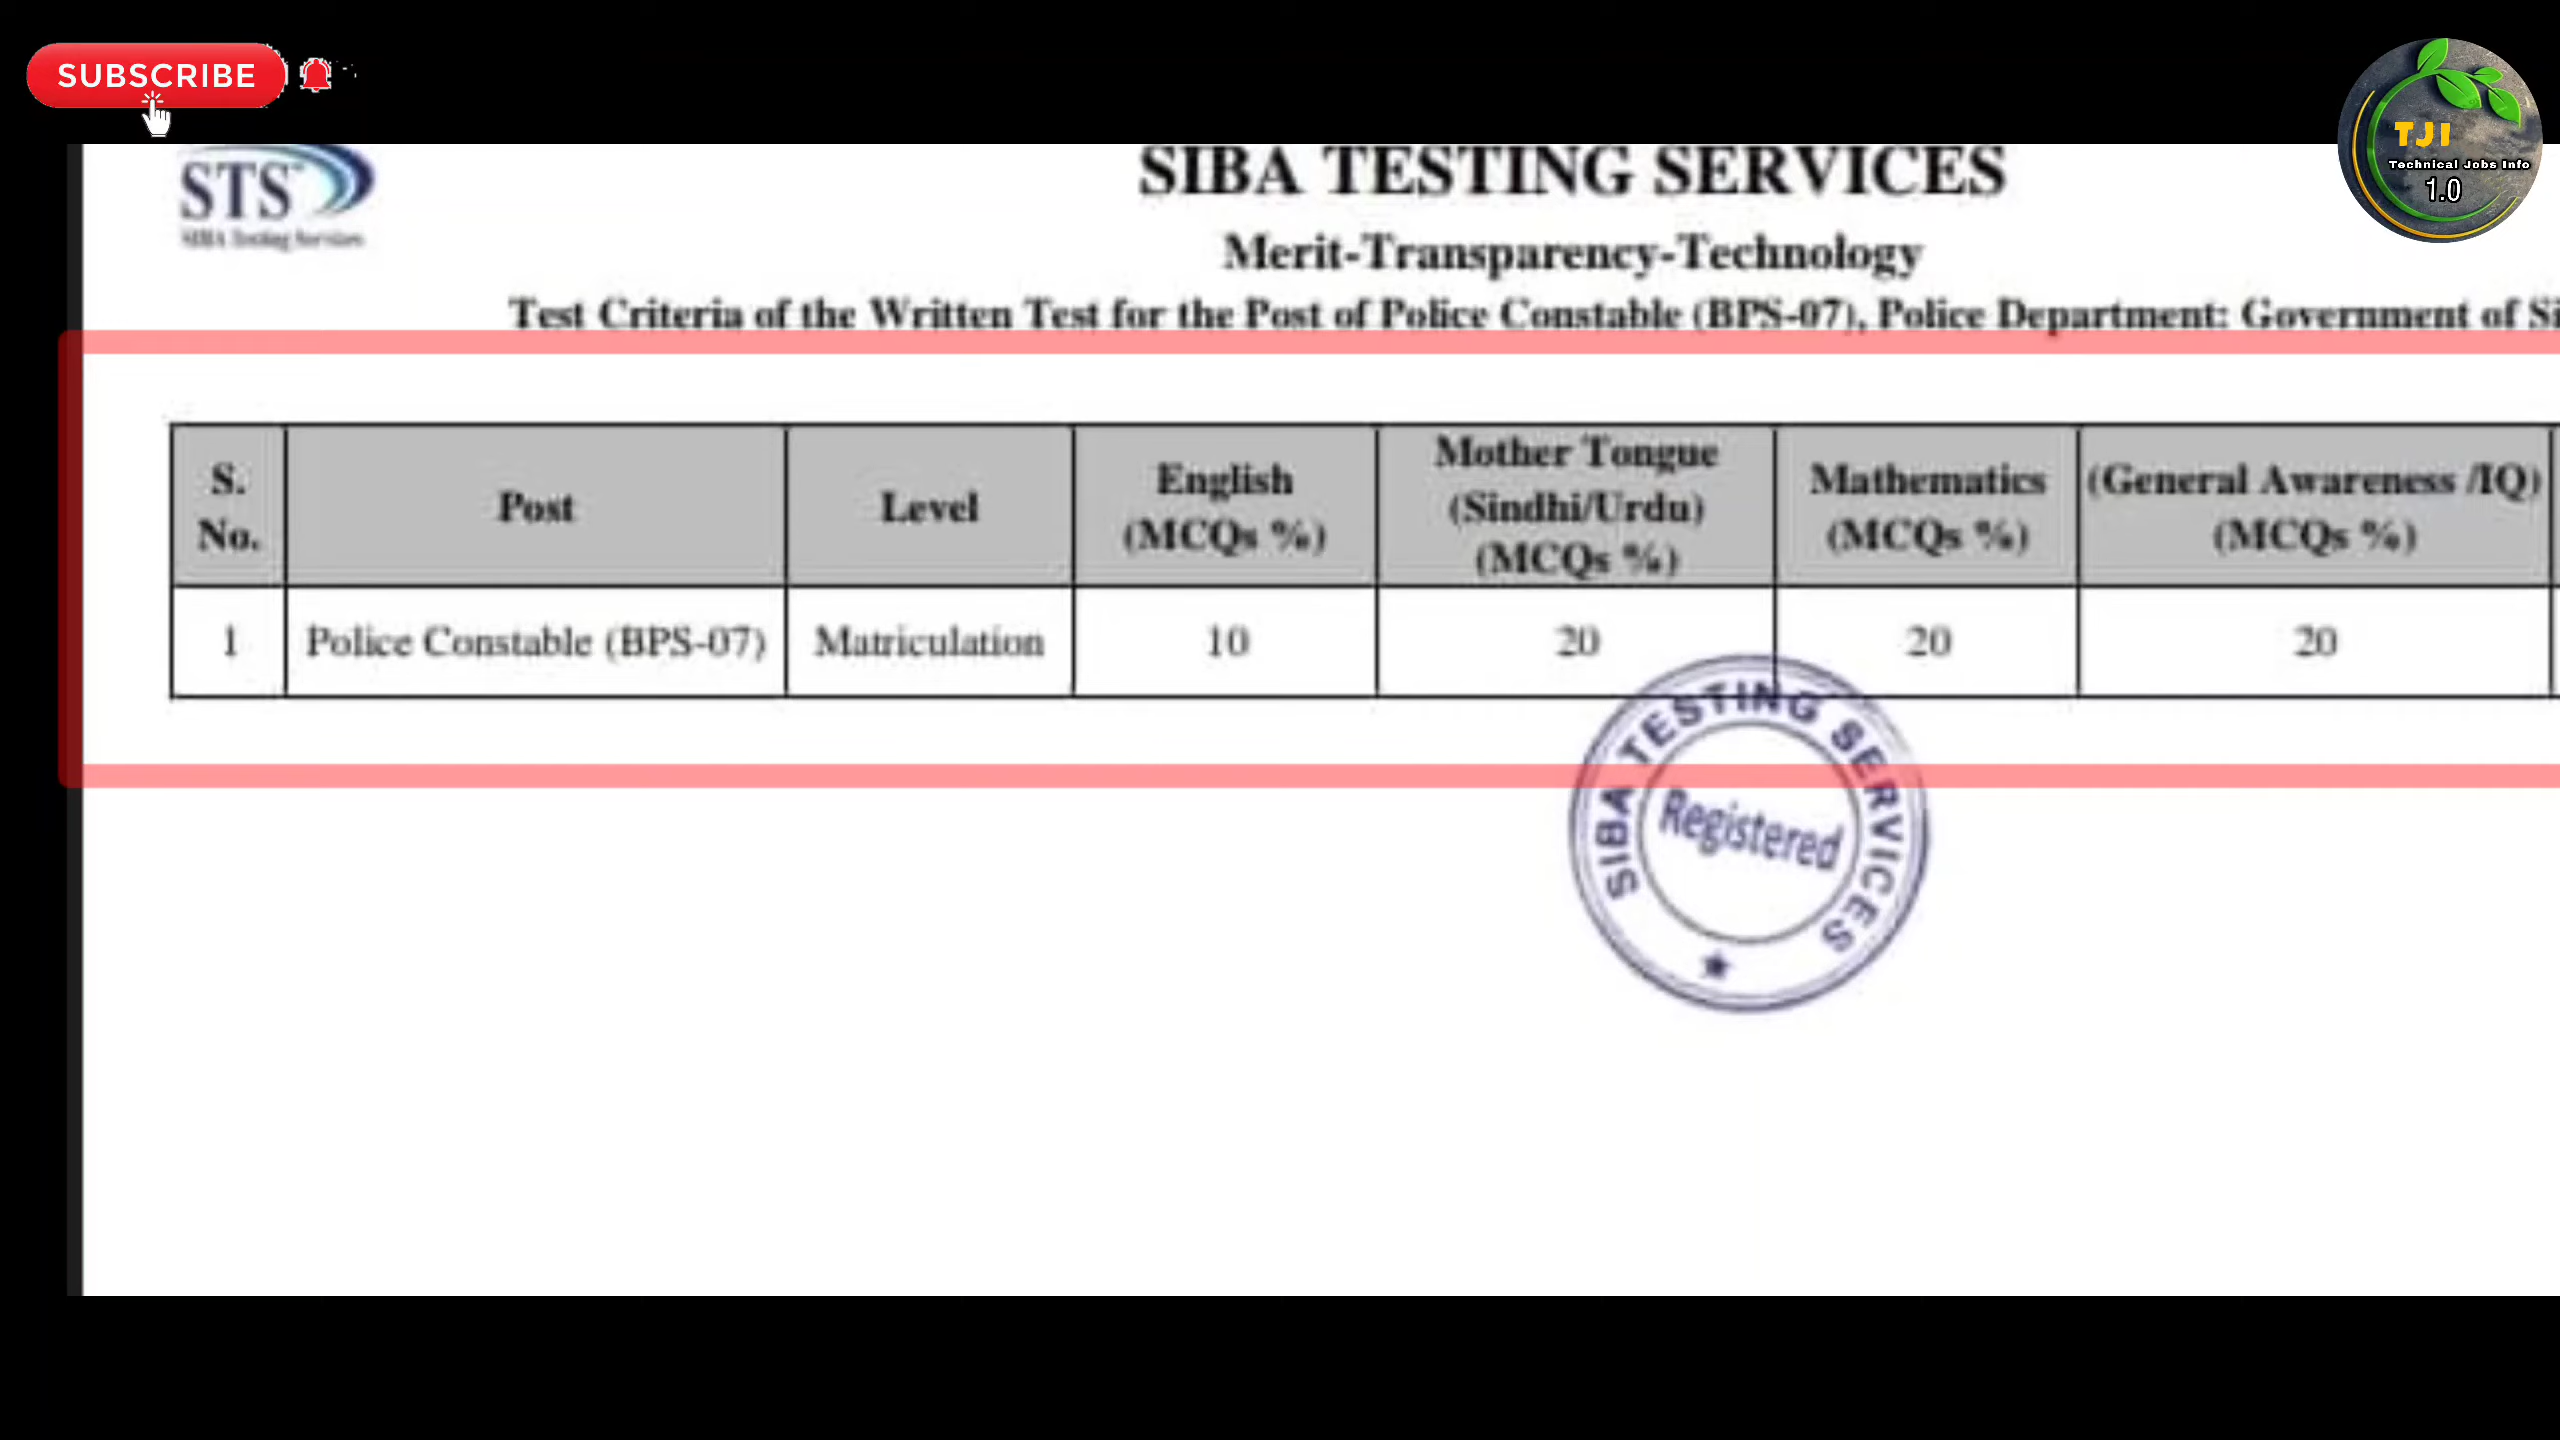 SUBSCRIBE
TJI
Technical Jobs Info
1.0
STS
SIBA Testing Services
SIBA TESTING SERVICES
Merit-Transparency-Technology
Test Criteria of the Written Test for the Post of Police Constable (BPS-07), Police Department: Government of Si
S. No.
Post
Level
English (MCQs %)
Mother Tongue (Sindhi/Urdu) (MCQs %)
Mathematics (MCQs %)
(General Awareness /IQ) (MCQs %)
1
Police Constable (BPS-07)
Matriculation
10
20
20
20
SIBA TESTING SERVICES
Registered